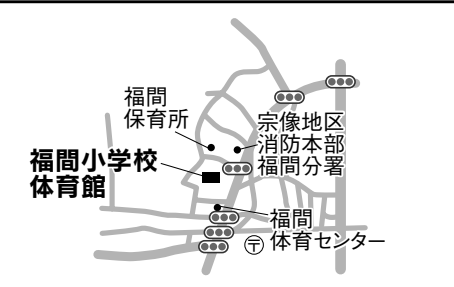 福間
保育所
宗像地区
消防本部
福間分署
福間小学校
体育館
福間
体育センター
〒